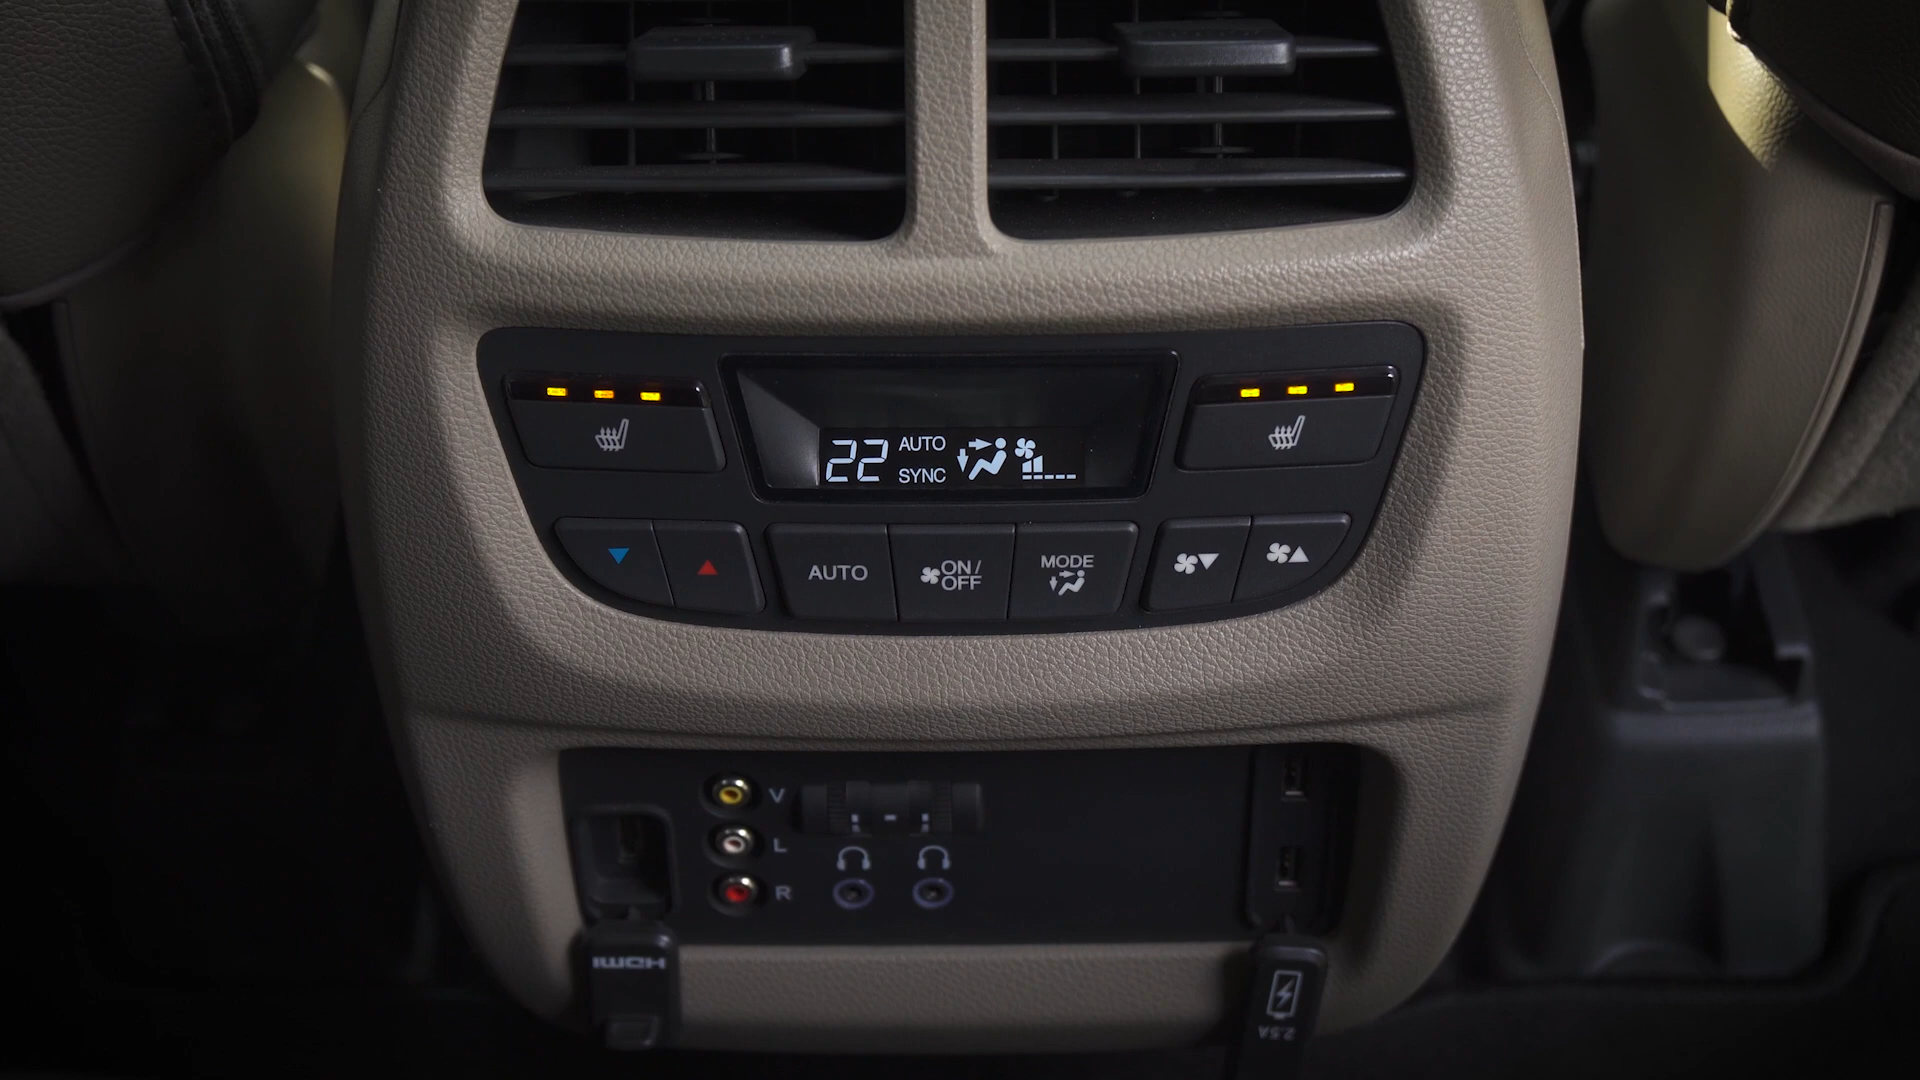 22 AUTO
SYNC
AUTO
ON/
OFF
MODE
V
L
R
HDMI
2.5A